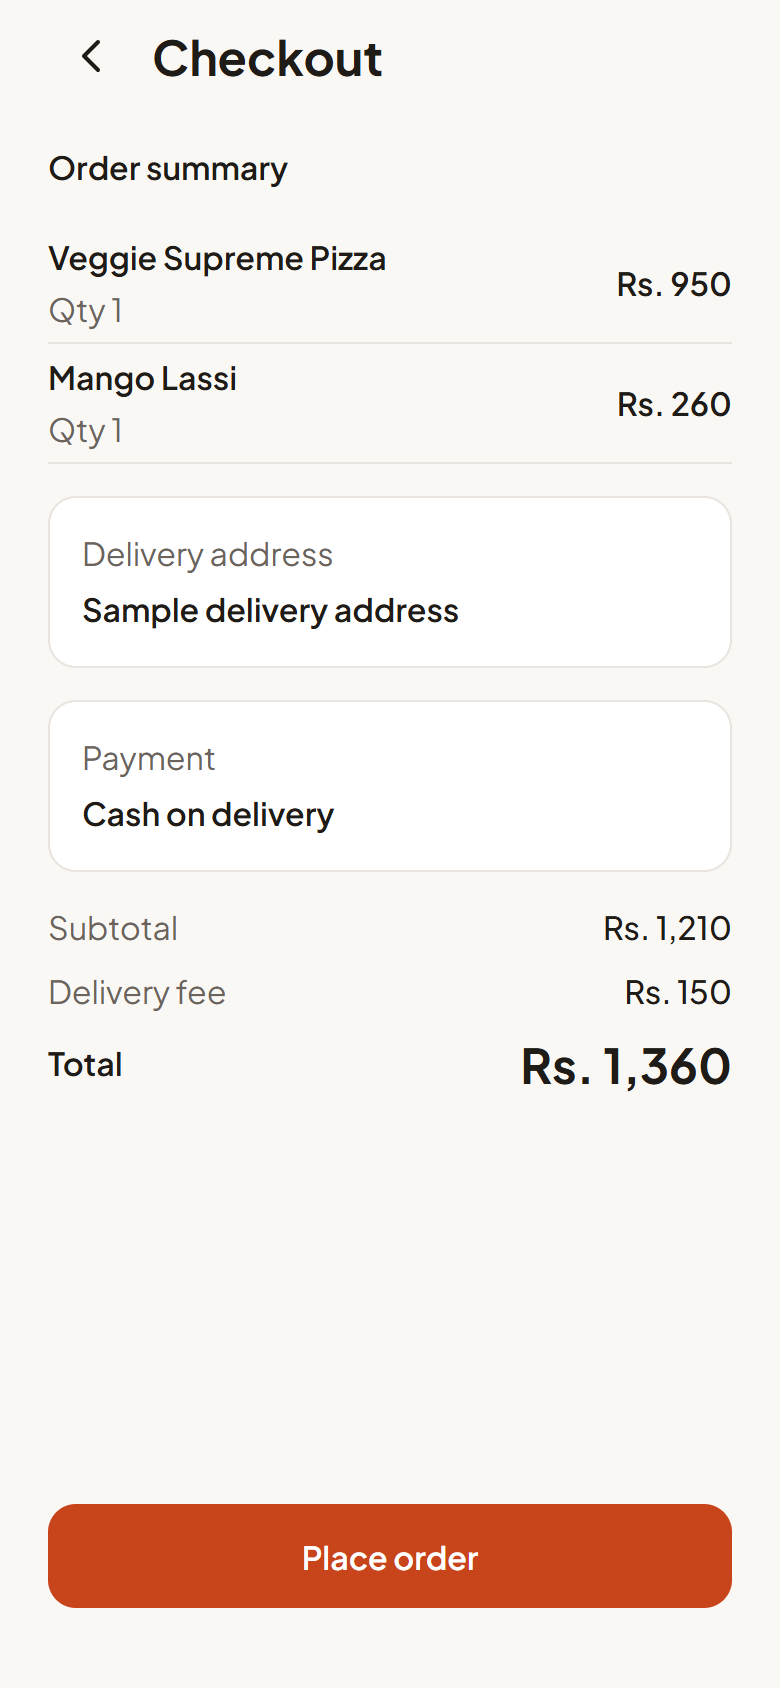 Checkout
Order summary
Veggie Supreme Pizza
Qty 1
Rs. 950
Mango Lassi
Qty 1
Rs. 260
Delivery address
Sample delivery address
Payment
Cash on delivery
Subtotal Rs. 1,210
Delivery fee Rs. 150
Total Rs. 1,360
Place order